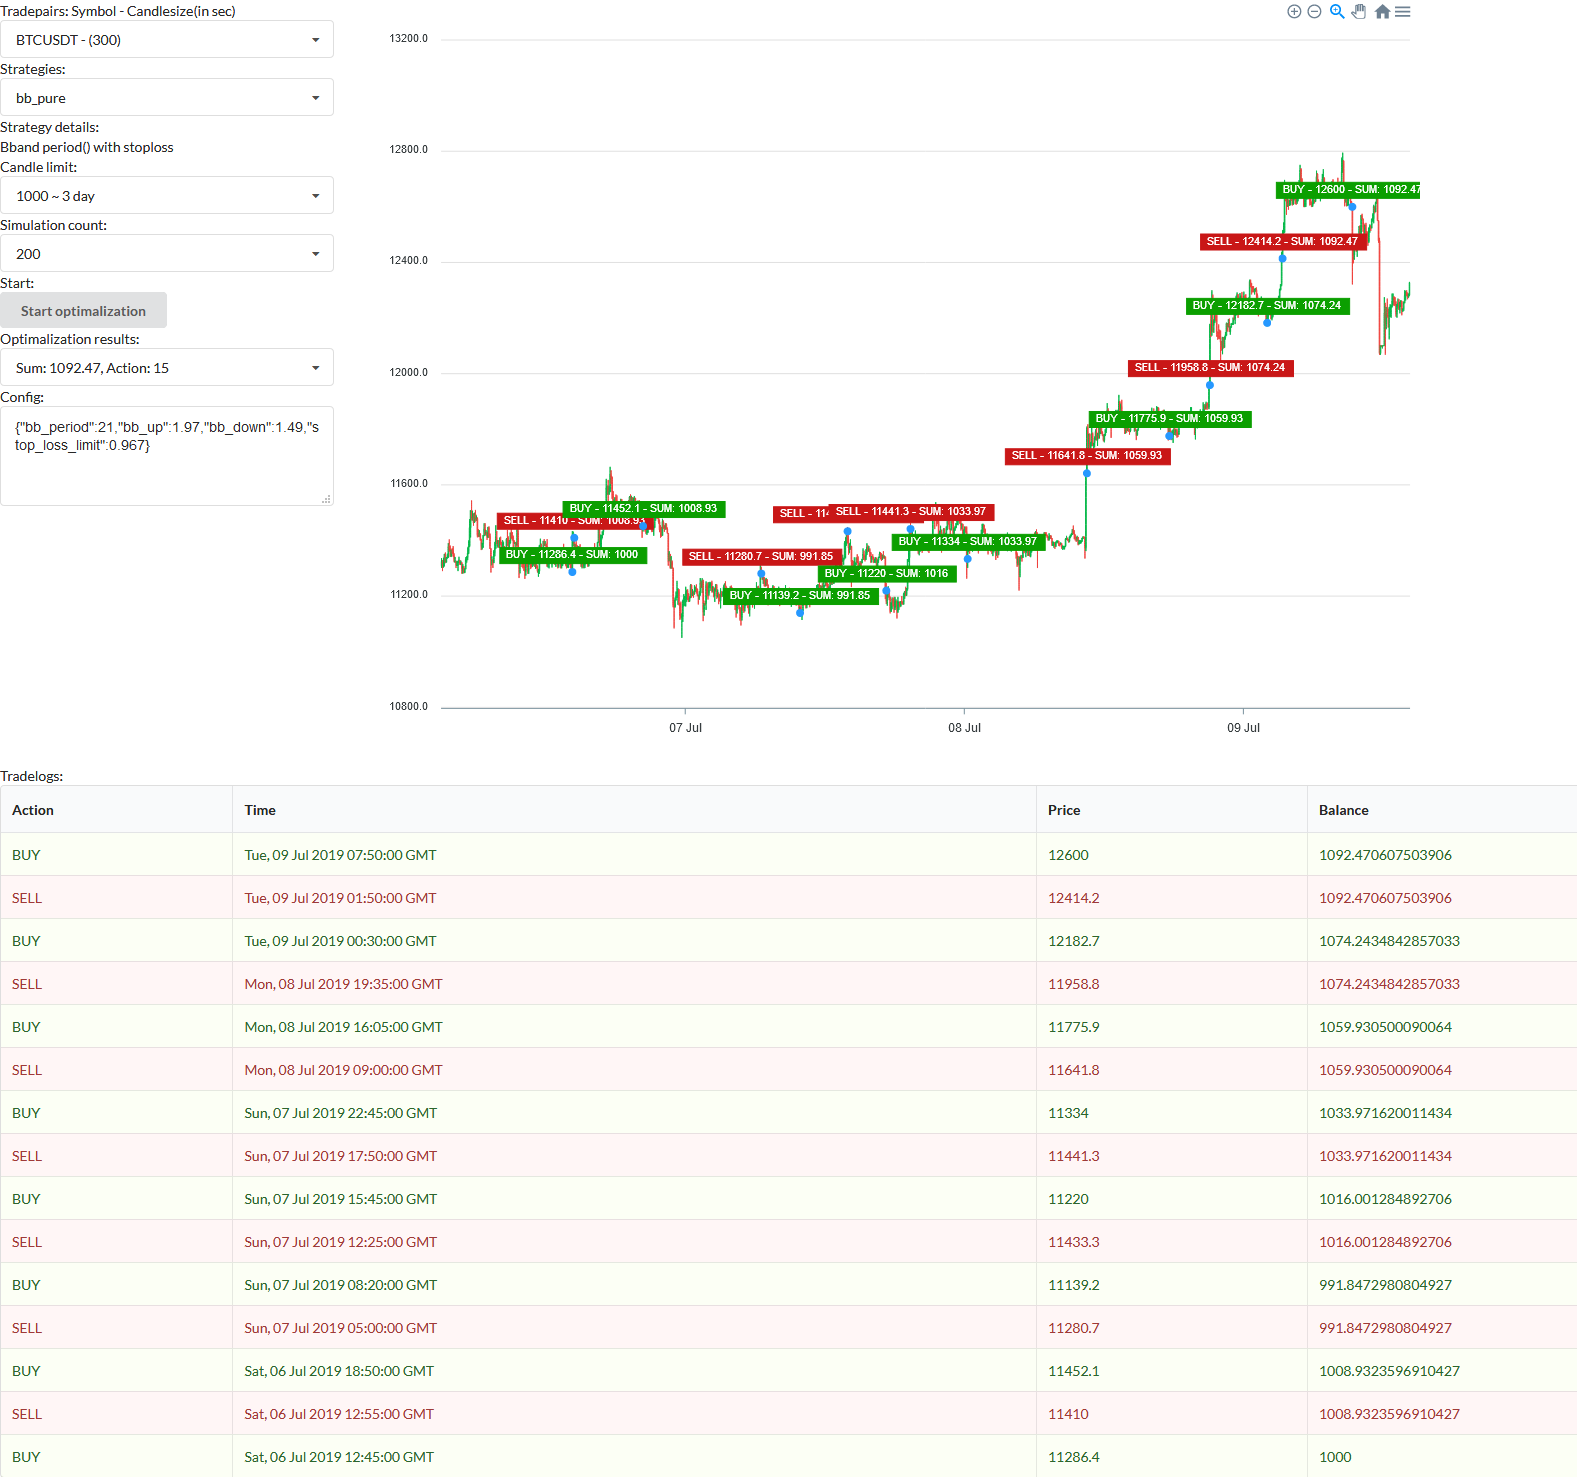 Tradepairs: Symbol - Candlesize(in sec)
BTCUSDT - (300)
Strategies:
bb_pure
Strategy details:
Bband period() with stoploss
Candle limit:
1000 ~ 3 day
Simulation count:
200
Start:
Start optimalization
Optimalization results:
Sum: 1092.47, Action: 15
Config:
{"bb_period":21,"bb_up":1.97,"bb_down":1.49,"s
top_loss_limit":0.967}
13200.0
12800.0
12400.0
12000.0
11600.0
11200.0
10800.0
BUY - 12600 - SUM: 1092.47
SELL - 12414.2 - SUM: 1092.47
BUY - 12182.7 - SUM: 1074.24
SELL - 11958.8 - SUM: 1074.24
BUY - 11775.9 - SUM: 1059.93
SELL - 11641.8 - SUM: 1059.93
BUY - 11452.1 - SUM: 1008.93
SELL - 11410 - SUM: 1008.93
BUY - 11286.4 - SUM: 1000
SELL - 114
SELL - 11441.3 - SUM: 1033.97
BUY - 11334 - SUM: 1033.97
SELL - 11280.7 - SUM: 991.85
BUY - 11220 - SUM: 1016
BUY - 11139.2 - SUM: 991.85
07 Jul
08 Jul
09 Jul
Tradelogs:
Action Time Price Balance
BUY Tue, 09 Jul 2019 07:50:00 GMT 12600 1092.470607503906
SELL Tue, 09 Jul 2019 01:50:00 GMT 12414.2 1092.470607503906
BUY Tue, 09 Jul 2019 00:30:00 GMT 12182.7 1074.2434842857033
SELL Mon, 08 Jul 2019 19:35:00 GMT 11958.8 1074.2434842857033
BUY Mon, 08 Jul 2019 16:05:00 GMT 11775.9 1059.930500090064
SELL Mon, 08 Jul 2019 09:00:00 GMT 11641.8 1059.930500090064
BUY Sun, 07 Jul 2019 22:45:00 GMT 11334 1033.971620011434
SELL Sun, 07 Jul 2019 17:50:00 GMT 11441.3 1033.971620011434
BUY Sun, 07 Jul 2019 15:45:00 GMT 11220 1016.001284892706
SELL Sun, 07 Jul 2019 12:25:00 GMT 11433.3 1016.001284892706
BUY Sun, 07 Jul 2019 08:20:00 GMT 11139.2 991.8472980804927
SELL Sun, 07 Jul 2019 05:00:00 GMT 11280.7 991.8472980804927
BUY Sat, 06 Jul 2019 18:50:00 GMT 11452.1 1008.9323596910427
SELL Sat, 06 Jul 2019 12:55:00 GMT 11410 1008.9323596910427
BUY Sat, 06 Jul 2019 12:45:00 GMT 11286.4 1000